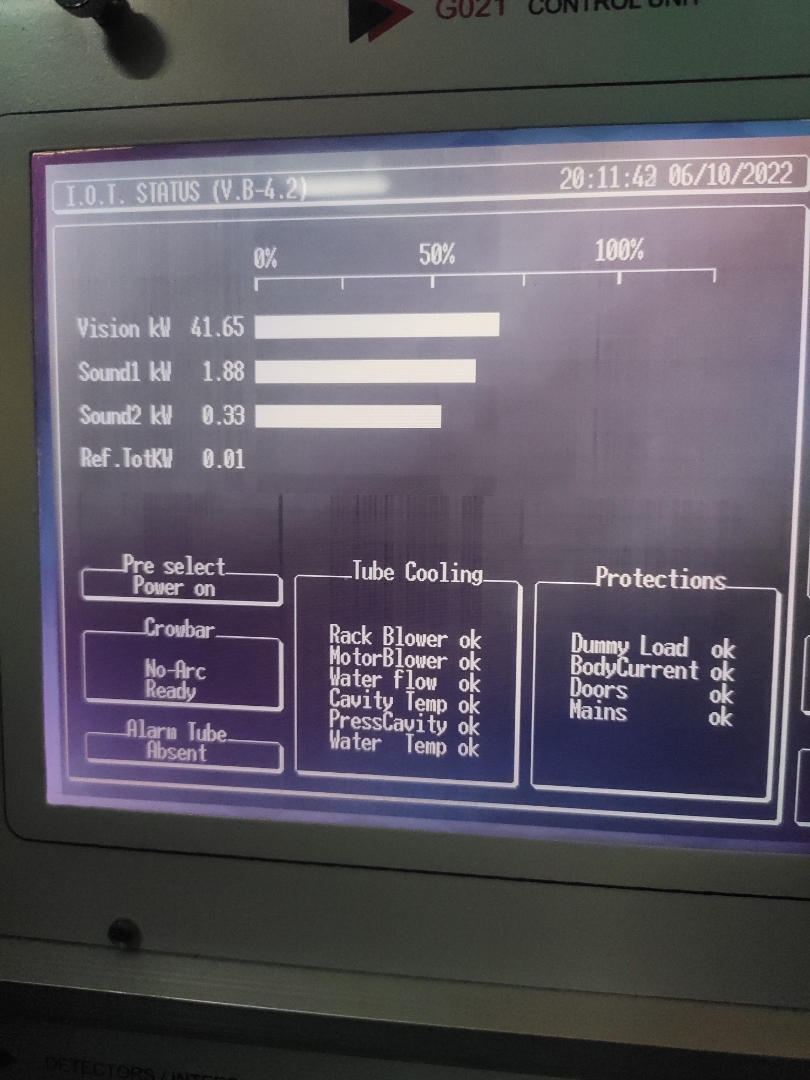 G021 CONTROL UNIT
I.O.T. STATUS (V.B-4.2) 20:11:42 06/10/2022
0% 50% 100%
Vision kW 41.65
Sound1 kW 1.88
Sound2 kW 0.33
Ref.TotKW 0.01
Pre select
Power on
Crowbar
No-Arc
Ready
Alarm Tube
Absent
Tube Cooling
Rack Blower ok
MotorBlower ok
Water flow ok
Cavity Temp ok
PressCavity ok
Water Temp ok
Protections
Dummy Load ok
BodyCurrent ok
Doors ok
Mains ok
DETECTORS /